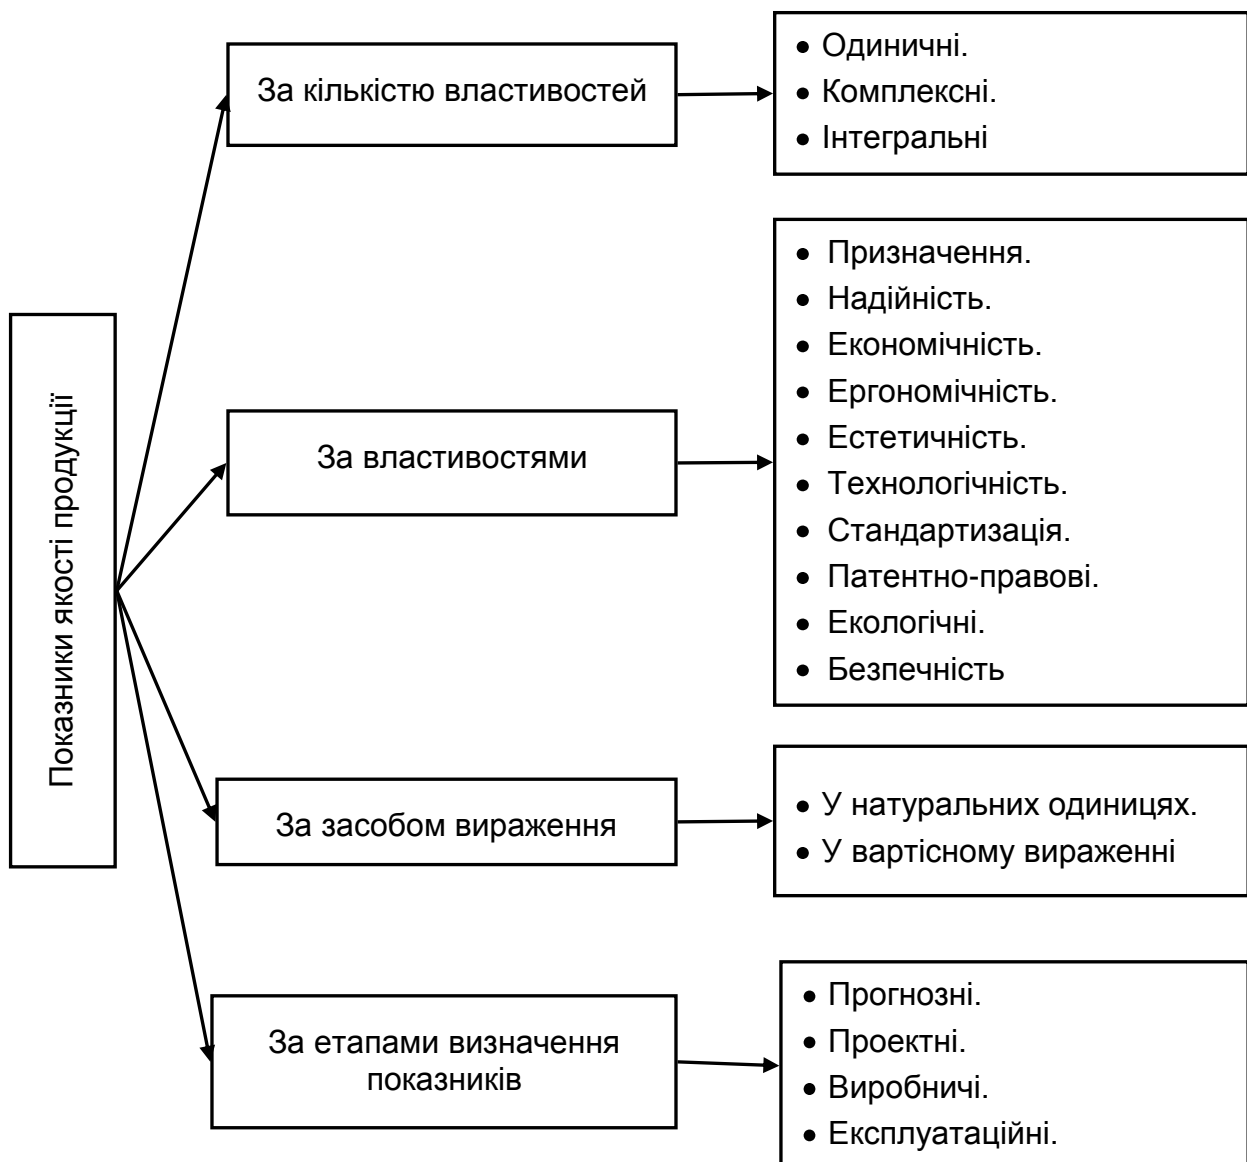 Показники якості продукції
За кількістю властивостей
• Одиничні.
• Комплексні.
• Інтегральні
За властивостями
• Призначення.
• Надійність.
• Економічність.
• Ергономічність.
• Естетичність.
• Технологічність.
• Стандартизація.
• Патентно-правові.
• Екологічні.
• Безпечність
За засобом вираження
• У натуральних одиницях.
• У вартісному вираженні
За етапами визначення
показників
• Прогнозні.
• Проектні.
• Виробничі.
• Експлуатаційні.